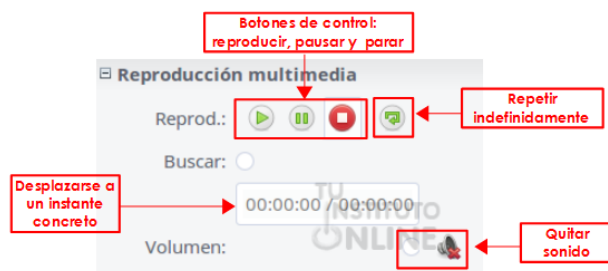 Botones de control:
reproducir, pausar y parar
Reproducción multimedia
Reprod.:
Repetir
indefinidamente
Buscar:
Desplazarse a
un instante
concreto
00:00:00 / 00:00:00
TU
INSTITUTO
ONLINE
Volumen:
Quitar
sonido